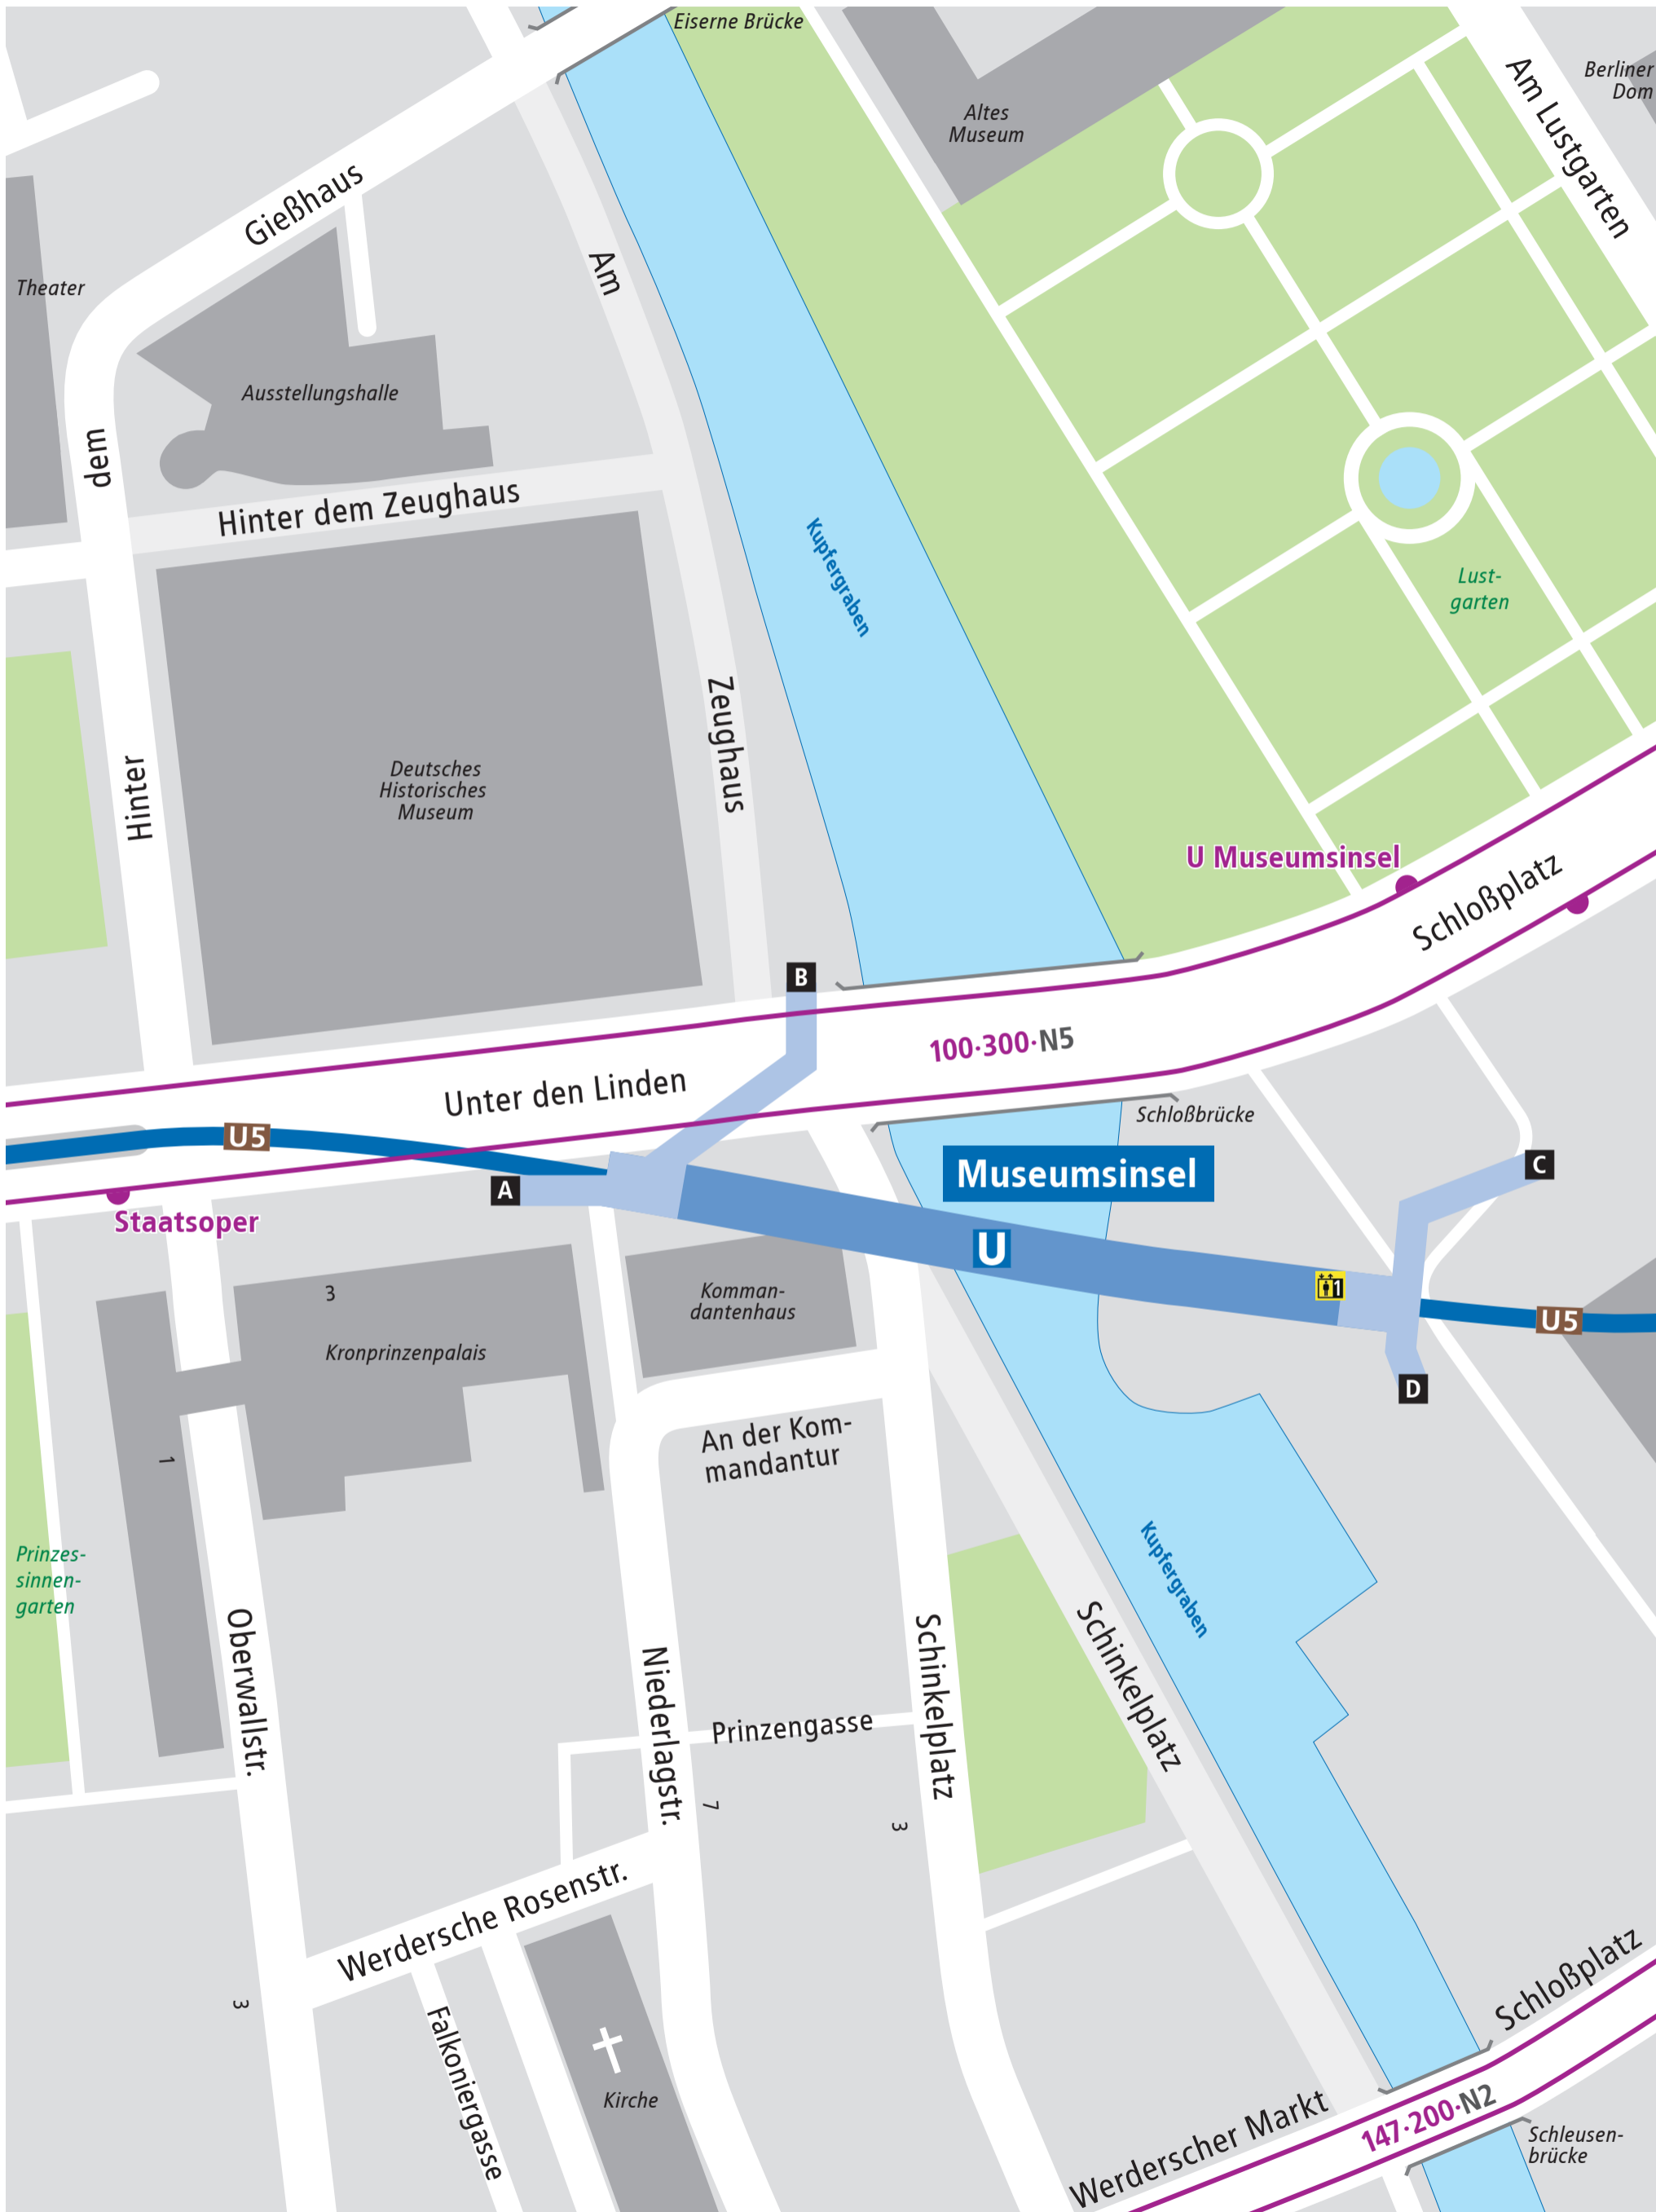 Eiserne Brücke
Berliner
Dom
Am Lustgarten
Altes
Museum
Gießhaus
Am
Theater
Ausstellungshalle
dem
Hinter dem Zeughaus
Kupfergraben
Lust-
garten
Zeughaus
Hinter
Deutsches
Historisches
Museum
U Museumsinsel
Schloßplatz
B
100·300·N5
Unter den Linden
Schloßbrücke
U5
Museumsinsel
C
A
Staatsoper
U
1
3
Komman-
dantenhaus
U5
Kronprinzenpalais
D
An der Kom-
mandantur
1
Prinzes-
sinnen-
garten
Kupfergraben
Oberwallstr.
Niederlagstr.
Schinkelplatz
Schinkelplatz
Prinzengasse
7
3
Werdersche Rosenstr.
3
Falkoniergasse
Kirche
Schloßplatz
Werderscher Markt
147·200·N2
Schleusen-
brücke